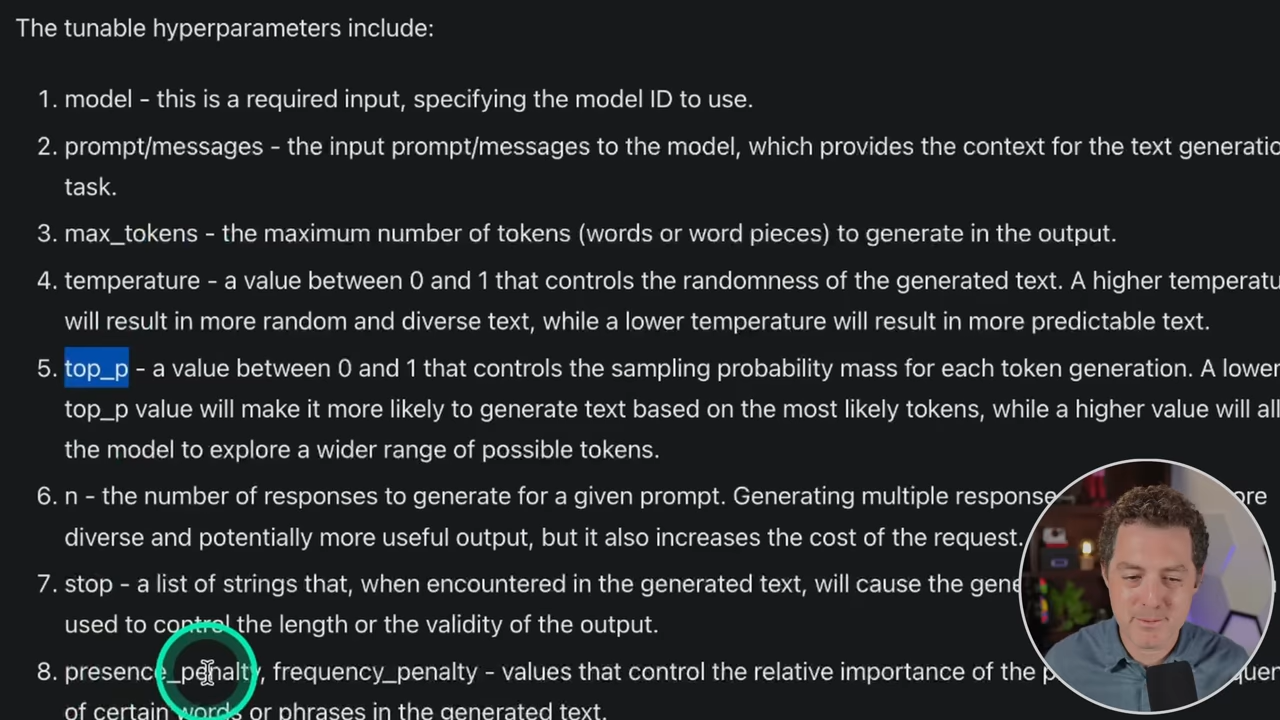 The tunable hyperparameters include:
1. model - this is a required input, specifying the model ID to use.
2. prompt/messages - the input prompt/messages to the model, which provides the context for the text generatio
task.
3. max_tokens - the maximum number of tokens (words or word pieces) to generate in the output.
4. temperature - a value between 0 and 1 that controls the randomness of the generated text. A higher temperatu
will result in more random and diverse text, while a lower temperature will result in more predictable text.
5. top_p - a value between 0 and 1 that controls the sampling probability mass for each token generation. A lower
top_p value will make it more likely to generate text based on the most likely tokens, while a higher value will all
the model to explore a wider range of possible tokens.
6. n - the number of responses to generate for a given prompt. Generating multiple response ore
diverse and potentially more useful output, but it also increases the cost of the request.
7. stop - a list of strings that, when encountered in the generated text, will cause the gene
used to control the length or the validity of the output.
8. presence_penalty, frequency_penalty - values that control the relative importance of the p quen
of certain words or phrases in the generated text.